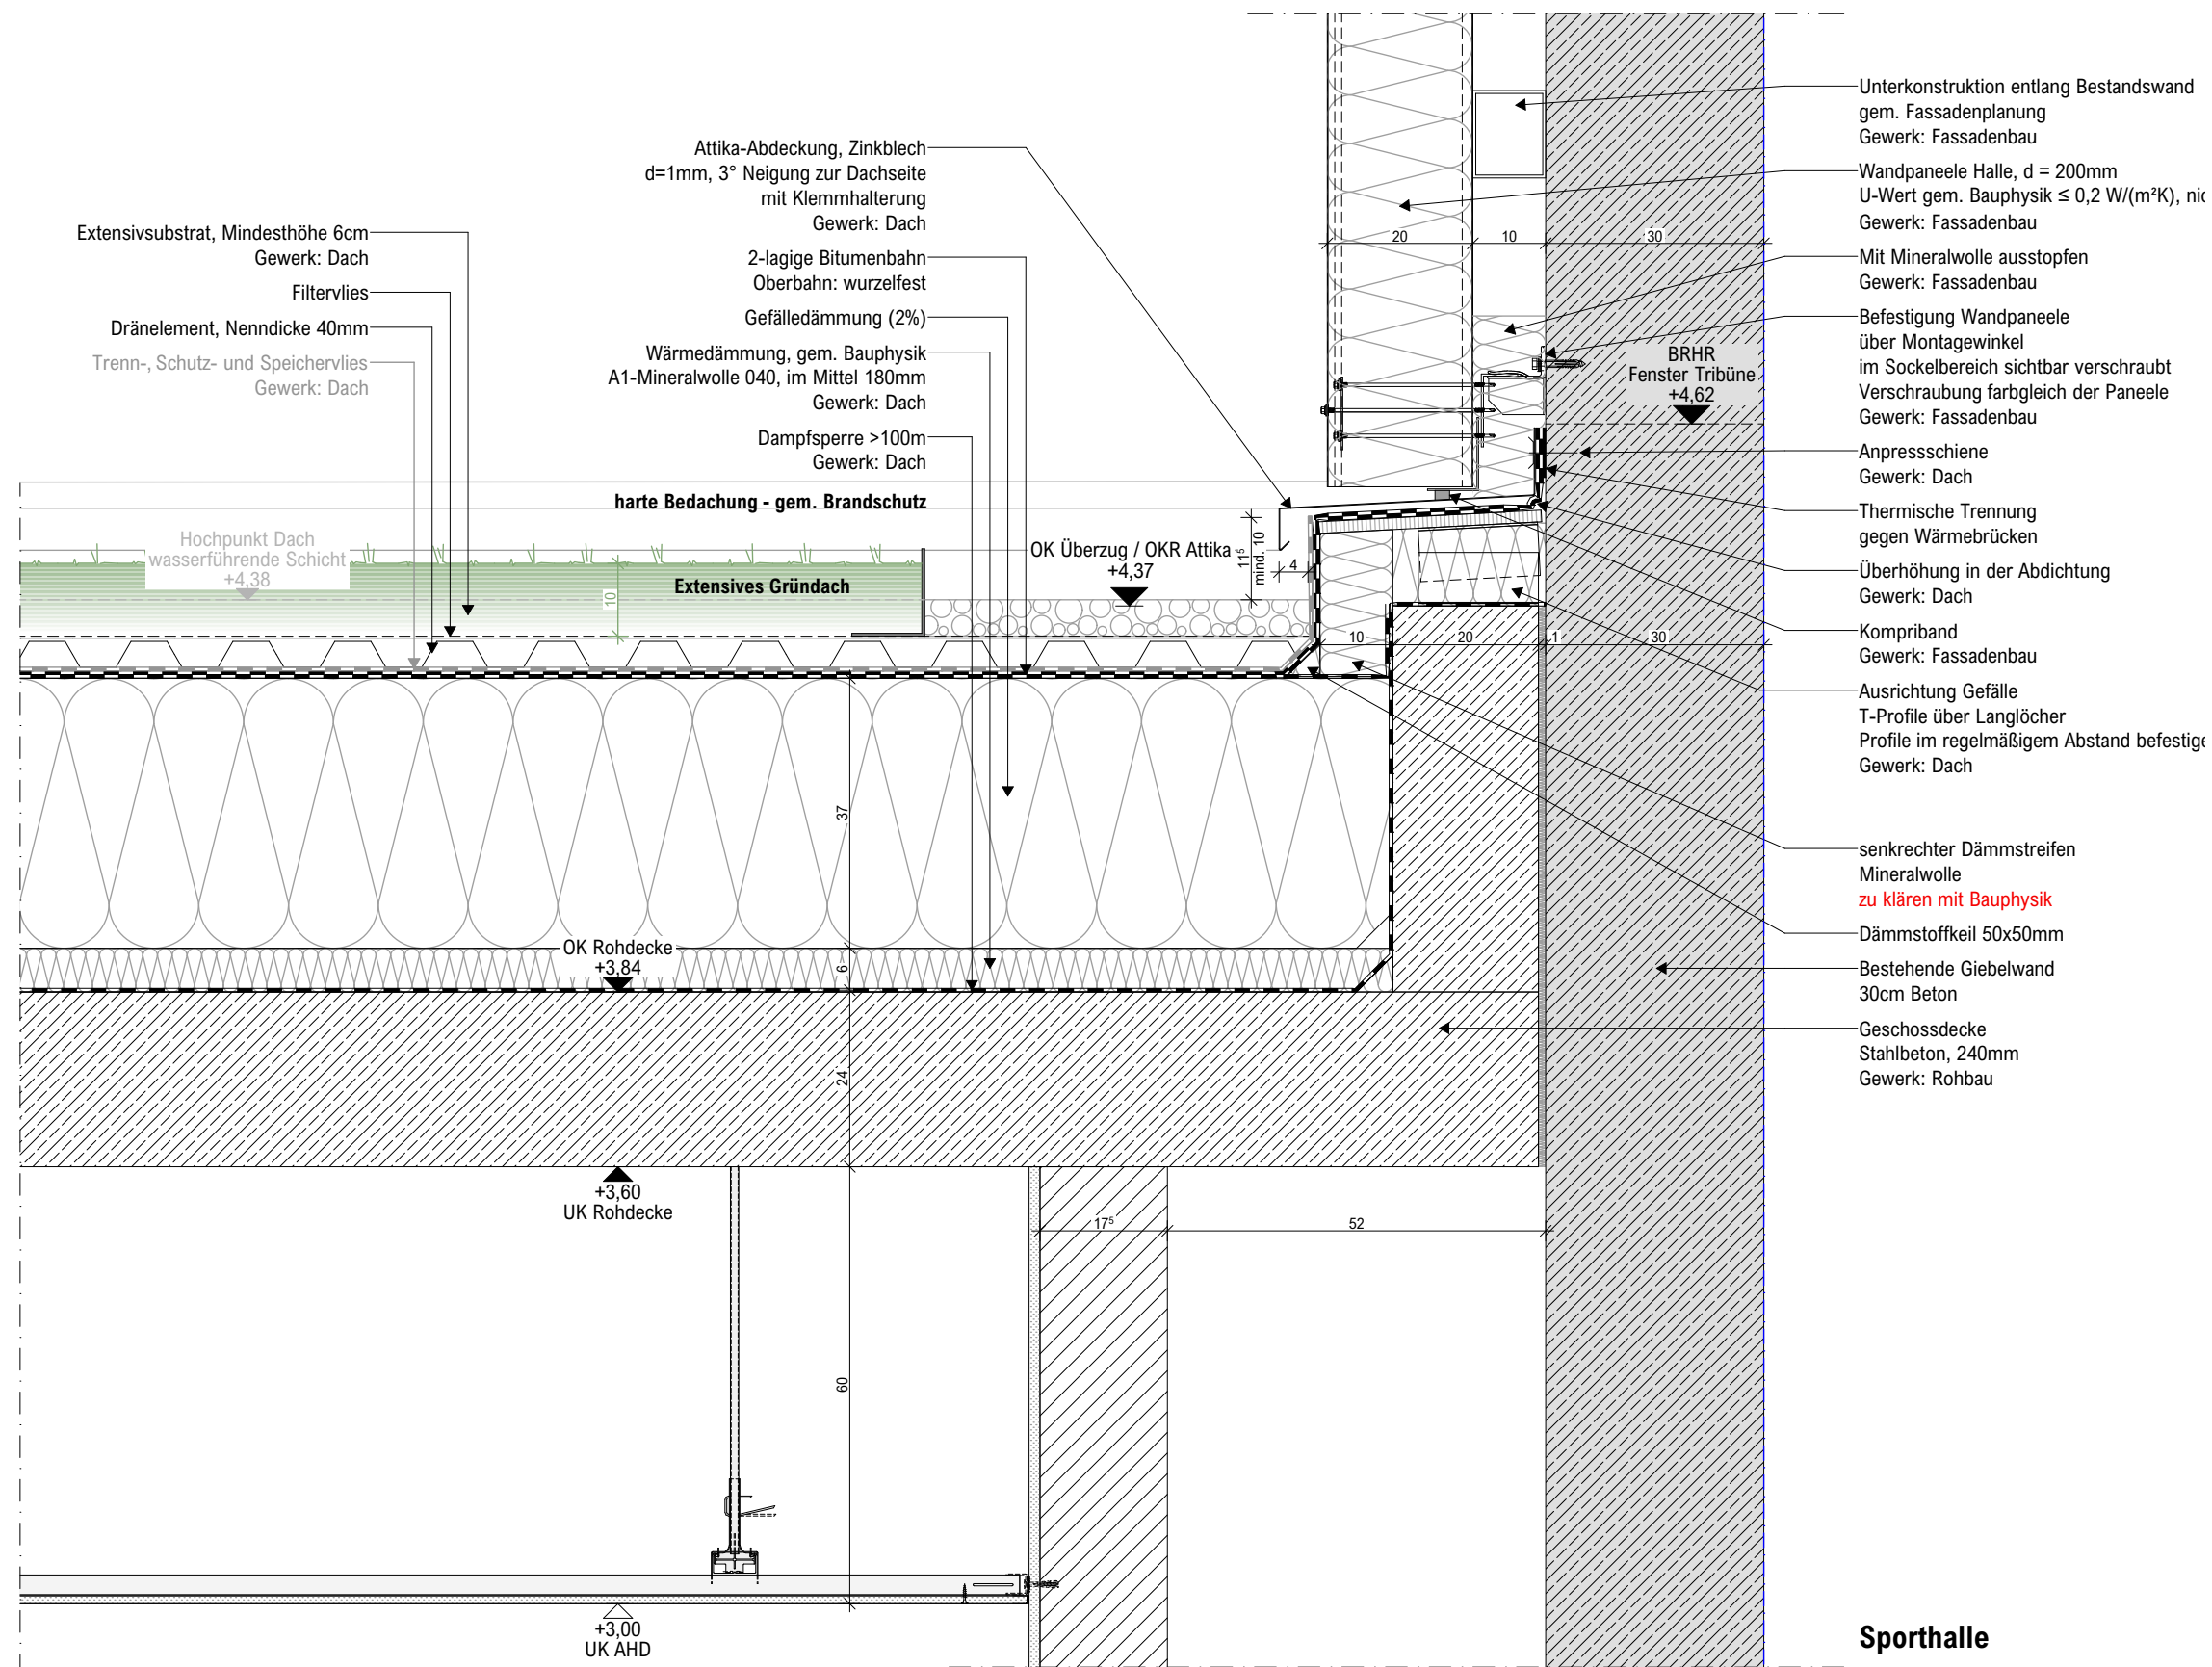 Attika-Abdeckung, Zinkblech
d=1mm, 3° Neigung zur Dachseite
mit Klemmhalterung
Gewerk: Dach
Extensivsubstrat, Mindesthöhe 6cm
Gewerk: Dach
Filtervlies
Dränelement, Nenndicke 40mm
Trenn-, Schutz- und Speichervlies
Gewerk: Dach
2-lagige Bitumenbahn
Oberbahn: wurzelfest
Gefälledämmung (2%)
Wärmedämmung, gem. Bauphysik
A1-Mineralwolle 040, im Mittel 180mm
Gewerk: Dach
Dampfsperre >100m
Gewerk: Dach
harte Bedachung - gem. Brandschutz
Hochpunkt Dach
wasserführende Schicht
+4,38
Extensives Gründach
10
OK Überzug / OKR Attika
+4,37
11⁵
mind. 10
4
20
10
30
BRHR
Fenster Tribüne
+4,62
10
20
1
30
37
6
OK Rohdecke
+3,84
24
+3,60
UK Rohdecke
17⁵
52
60
+3,00
UK AHD
Unterkonstruktion entlang Bestandswand
gem. Fassadenplanung
Gewerk: Fassadenbau
Wandpaneele Halle, d = 200mm
U-Wert gem. Bauphysik ≤ 0,2 W/(m²K),
Gewerk: Fassadenbau
Mit Mineralwolle ausstopfen
Gewerk: Fassadenbau
Befestigung Wandpaneele
über Montagewinkel
im Sockelbereich sichtbar verschraubt
Verschraubung farbgleich der Paneele
Gewerk: Fassadenbau
Anpressschiene
Gewerk: Dach
Thermische Trennung
gegen Wärmebrücken
Überhöhung in der Abdichtung
Gewerk: Dach
Kompriband
Gewerk: Fassadenbau
Ausrichtung Gefälle
T-Profile über Langlöcher
Profile im regelmäßigem Abstand
Gewerk: Dach
senkrechter Dämmstreifen
Mineralwolle
zu klären mit Bauphysik
Dämmstoffkeil 50x50mm
Bestehende Giebelwand
30cm Beton
Geschossdecke
Stahlbeton, 240mm
Gewerk: Rohbau
Sporthalle